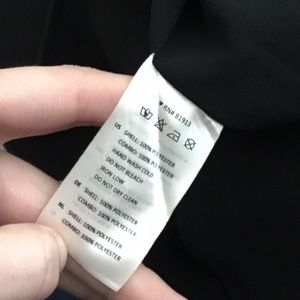 ♥ RN# 81913
US SHELL: 100% POLYESTER
COMBO: 100% POLYESTER
HAND WASH COLD
DO NOT BLEACH
IRON LOW
DO NOT DRY CLEAN
DE SHELL: 100% POLYESTER
COMBO: 100% POLYESTER
NL SHELL: 100% POLYESTER
COMBO: 100% POLYESTER